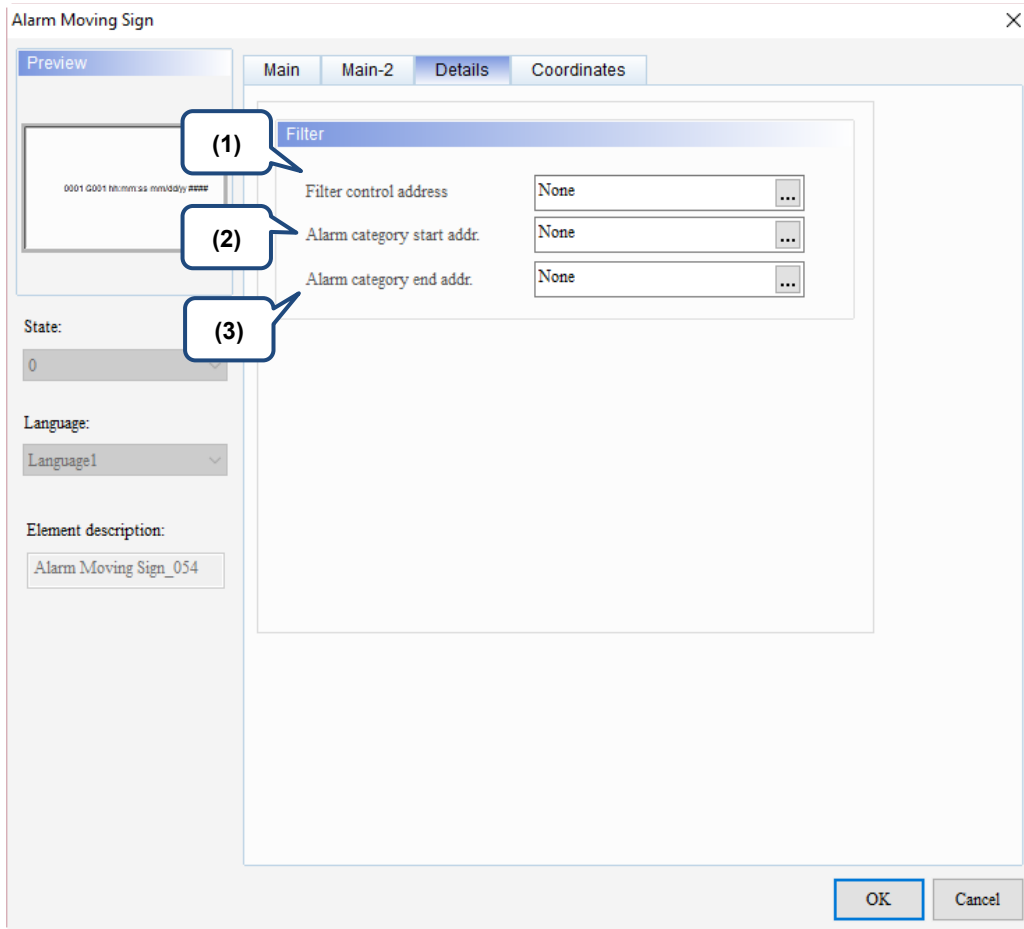 Alarm Moving Sign
Preview
0001 G001 hh:mm:ss mm/dd/yy ####
State:
0
Language:
Language1
Element description:
Alarm Moving Sign_054
Main Main-2 Details Coordinates
Filter
(1)
Filter control address None ...
(2)
Alarm category start addr. None ...
Alarm category end addr. None ...
(3)
OK Cancel